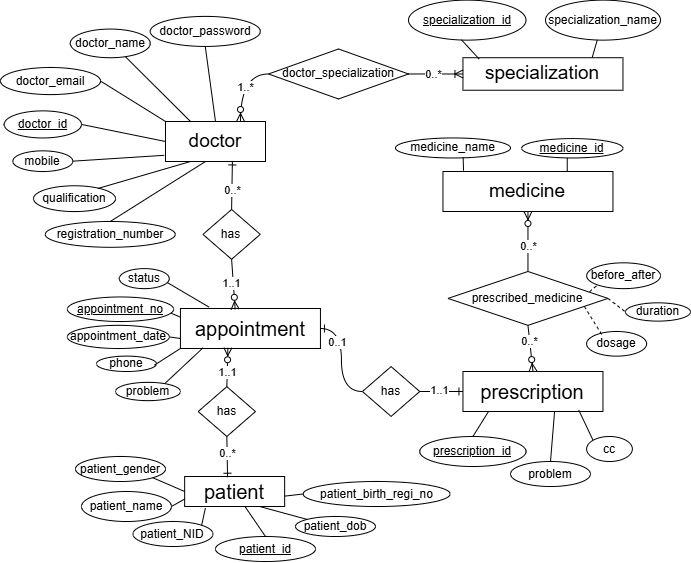 specialization_id
specialization_name
doctor_name
doctor_password
doctor_specialization
0..*
specialization
doctor_email
1..*
doctor_id
doctor
mobile
qualification
registration_number
medicine_name
medicine_id
medicine
0..*
has
0..*
1..1
status
appointment_no
appointment_date
phone
problem
appointment
before_after
prescribed_medicine
duration
dosage
0..*
0..1
has
1..1
prescription
1..1
has
0..*
prescription_id
problem
cc
patient_gender
patient_name
patient_NID
patient
patient_birth_regi_no
patient_dob
patient_id